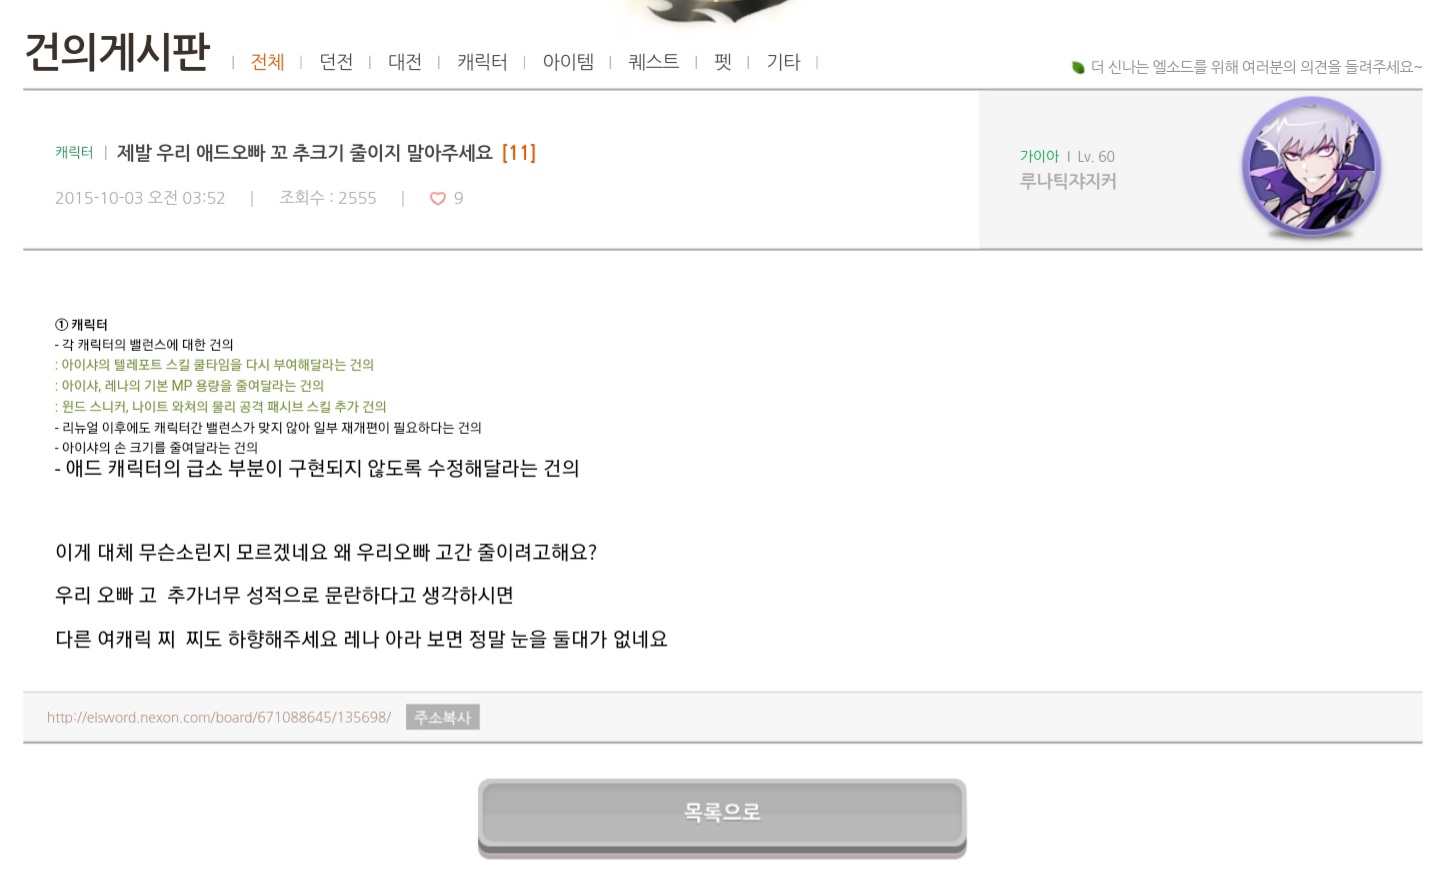 건의게시판 | 전체 | 던전 | 대전 | 캐릭터 | 아이템 | 퀘스트 | 펫 | 기타 |
더 신나는 엘소드를 위해 여러분의 의견을 들려주세요~
캐릭터 | 제발 우리 애드오빠 꼬 추크기 줄이지 말아주세요 [11]
2015-10-03 오전 03:52 | 조회수 : 2555 | 9
가이아 | Lv. 60
루나틱쟈지커
① 캐릭터
- 각 캐릭터의 밸런스에 대한 건의
: 아이샤의 텔레포트 스킬 쿨타임을 다시 부여해달라는 건의
: 아이샤, 레나의 기본 MP 용량을 줄여달라는 건의
: 윈드 스니커, 나이트 와쳐의 물리 공격 패시브 스킬 추가 건의
- 리뉴얼 이후에도 캐릭터간 밸런스가 맞지 않아 일부 재개편이 필요하다는 건의
- 아이샤의 손 크기를 줄여달라는 건의
- 애드 캐릭터의 급소 부분이 구현되지 않도록 수정해달라는 건의
이게 대체 무슨소린지 모르겠네요 왜 우리오빠 고간 줄이려고해요?
우리 오빠 고  추가너무 성적으로 문란하다고 생각하시면
다른 여캐릭 찌  찌도 하향해주세요 레나 아라 보면 정말 눈을 둘대가 없네요
http://elsword.nexon.com/board/671088645/135698/ 주소복사
목록으로